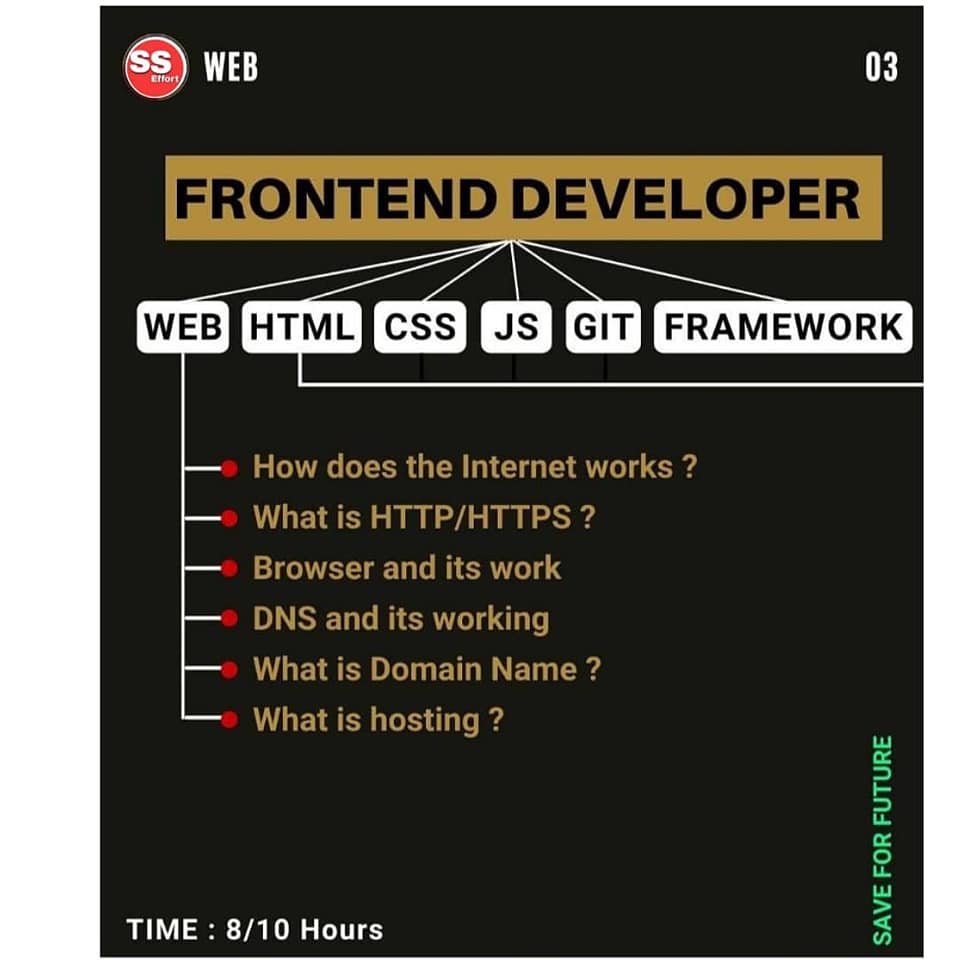 SS
Effort
WEB
03
FRONTEND DEVELOPER
WEB HTML CSS JS GIT FRAMEWORK
How does the Internet works ?
What is HTTP/HTTPS ?
Browser and its work
DNS and its working
What is Domain Name ?
What is hosting ?
SAVE FOR FUTURE
TIME : 8/10 Hours